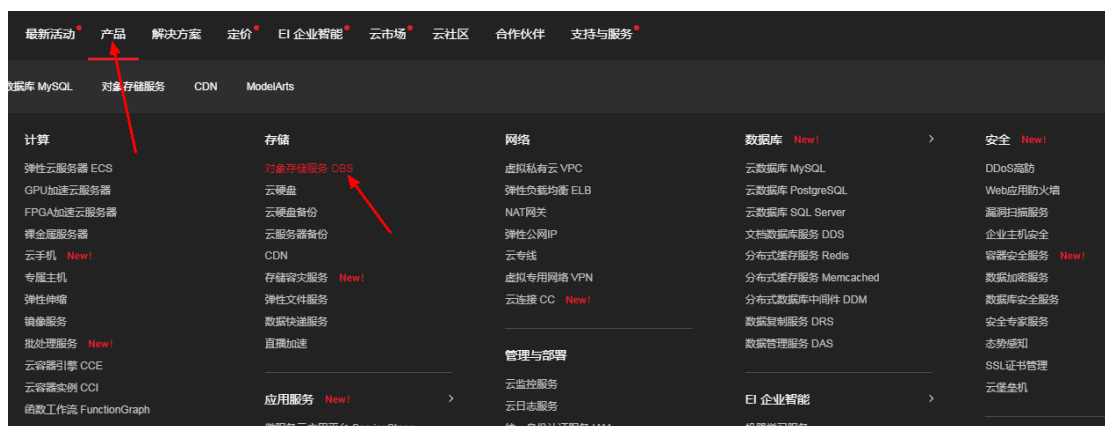 最新活动 产品 解决方案 定价 EI 企业智能 云市场 云社区 合作伙伴 支持与服务
数据库 MySQL 对象存储服务 CDN ModelArts
计算
弹性云服务器 ECS
GPU加速云服务器
FPGA加速云服务器
裸金属服务器
云手机 New!
专属主机
弹性伸缩
镜像服务
批处理服务 New!
云容器引擎 CCE
云容器实例 CCI
函数工作流 FunctionGraph
存储
对象存储服务 OBS
云硬盘
云硬盘备份
云服务器备份
CDN
存储容灾服务 New!
弹性文件服务
数据快递服务
直播加速
应用服务 New!
网络
虚拟私有云 VPC
弹性负载均衡 ELB
NAT网关
弹性公网IP
云专线
虚拟专用网络 VPN
云连接 CC New!
管理与部署
云监控服务
云日志服务
数据库 New!
云数据库 MySQL
云数据库 PostgreSQL
云数据库 SQL Server
文档数据库服务 DDS
分布式缓存服务 Redis
分布式缓存服务 Memcached
分布式数据库中间件 DDM
数据复制服务 DRS
数据管理服务 DAS
EI 企业智能
安全 New!
DDoS高防
Web应用防火墙
漏洞扫描服务
企业主机安全
容器安全服务 New!
数据加密服务
数据库安全服务
安全专家服务
态势感知
SSL证书管理
云堡垒机